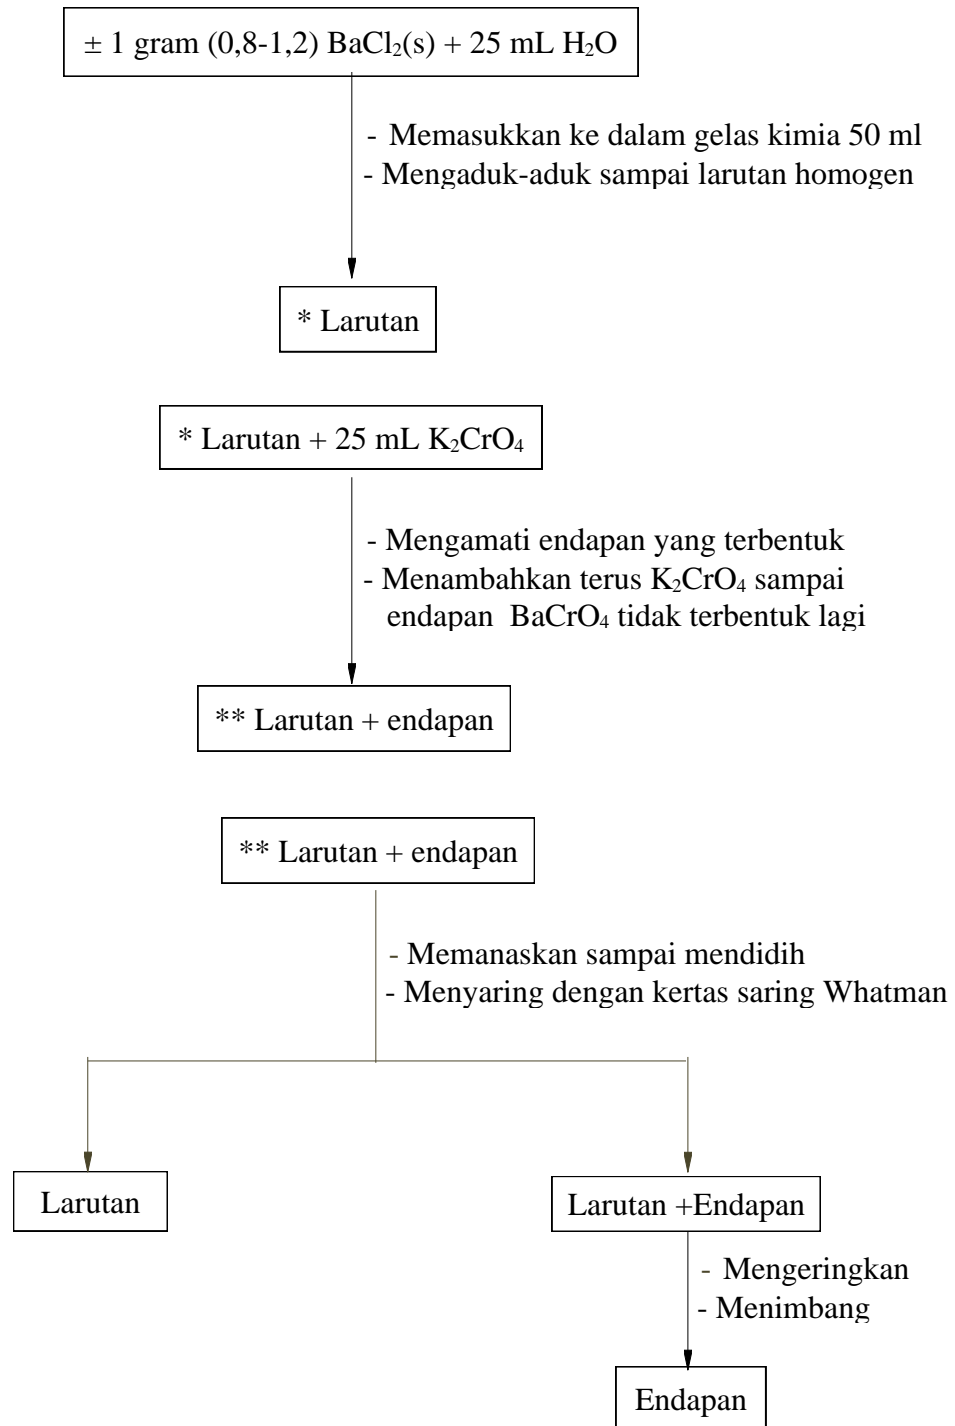 ± 1 gram (0,8-1,2) BaCl₂(s) + 25 mL H₂O
- Memasukkan ke dalam gelas kimia 50 ml
- Mengaduk-aduk sampai larutan homogen
* Larutan
* Larutan + 25 mL K₂CrO₄
- Mengamati endapan yang terbentuk
- Menambahkan terus K₂CrO₄ sampai
endapan BaCrO₄ tidak terbentuk lagi
** Larutan + endapan
** Larutan + endapan
- Memanaskan sampai mendidih
- Menyaring dengan kertas saring Whatman
Larutan
Larutan +Endapan
- Mengeringkan
- Menimbang
Endapan